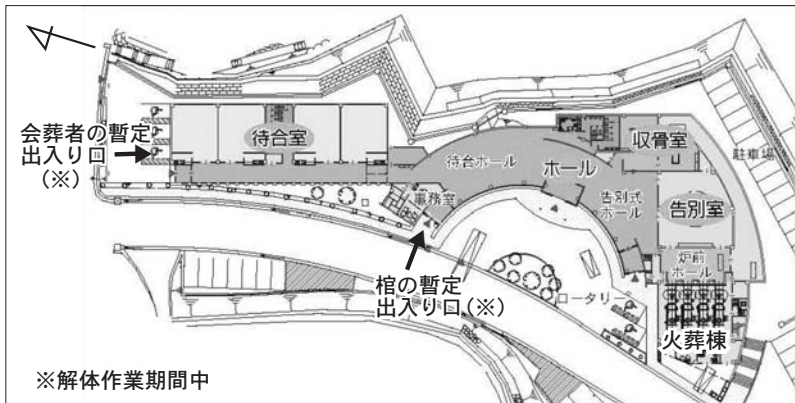 会葬者の暫定
出入り口
(※)
待合室
待合ホール
ホール
収骨室
駐車場
事務室
告別式
ホール
告別室
炉前
ホール
棺の暫定
出入り口(※)
ロータリー
火葬棟
※解体作業期間中